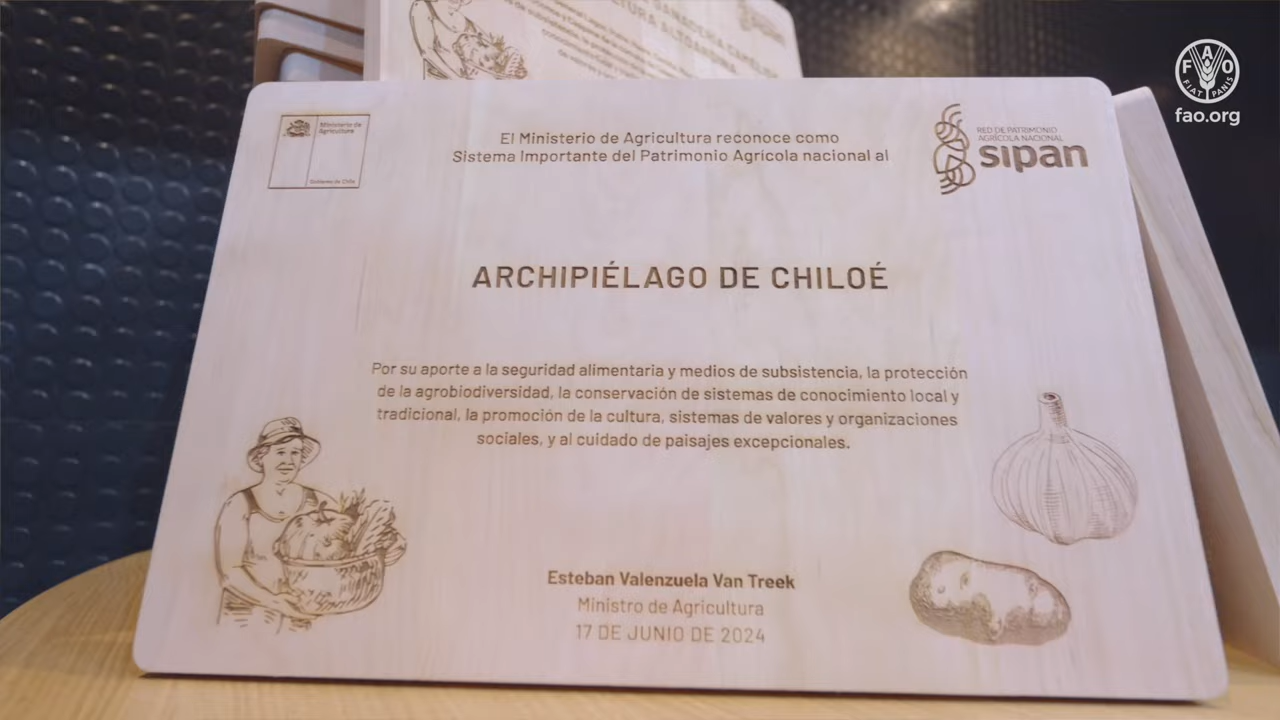 FAO
FIAT PANIS
fao.org
Ministerio de
Agricultura
Gobierno de Chile
El Ministerio de Agricultura reconoce como
Sistema Importante del Patrimonio Agrícola nacional al
RED DE PATRIMONIO
AGRÍCOLA NACIONAL
sipan
ARCHIPIÉLAGO DE CHILOÉ
Por su aporte a la seguridad alimentaria y medios de subsistencia, la protección
de la agrobiodiversidad, la conservación de sistemas de conocimiento local y
tradicional, la promoción de la cultura, sistemas de valores y organizaciones
sociales, y al cuidado de paisajes excepcionales.
Esteban Valenzuela Van Treek
Ministro de Agricultura
17 DE JUNIO DE 2024